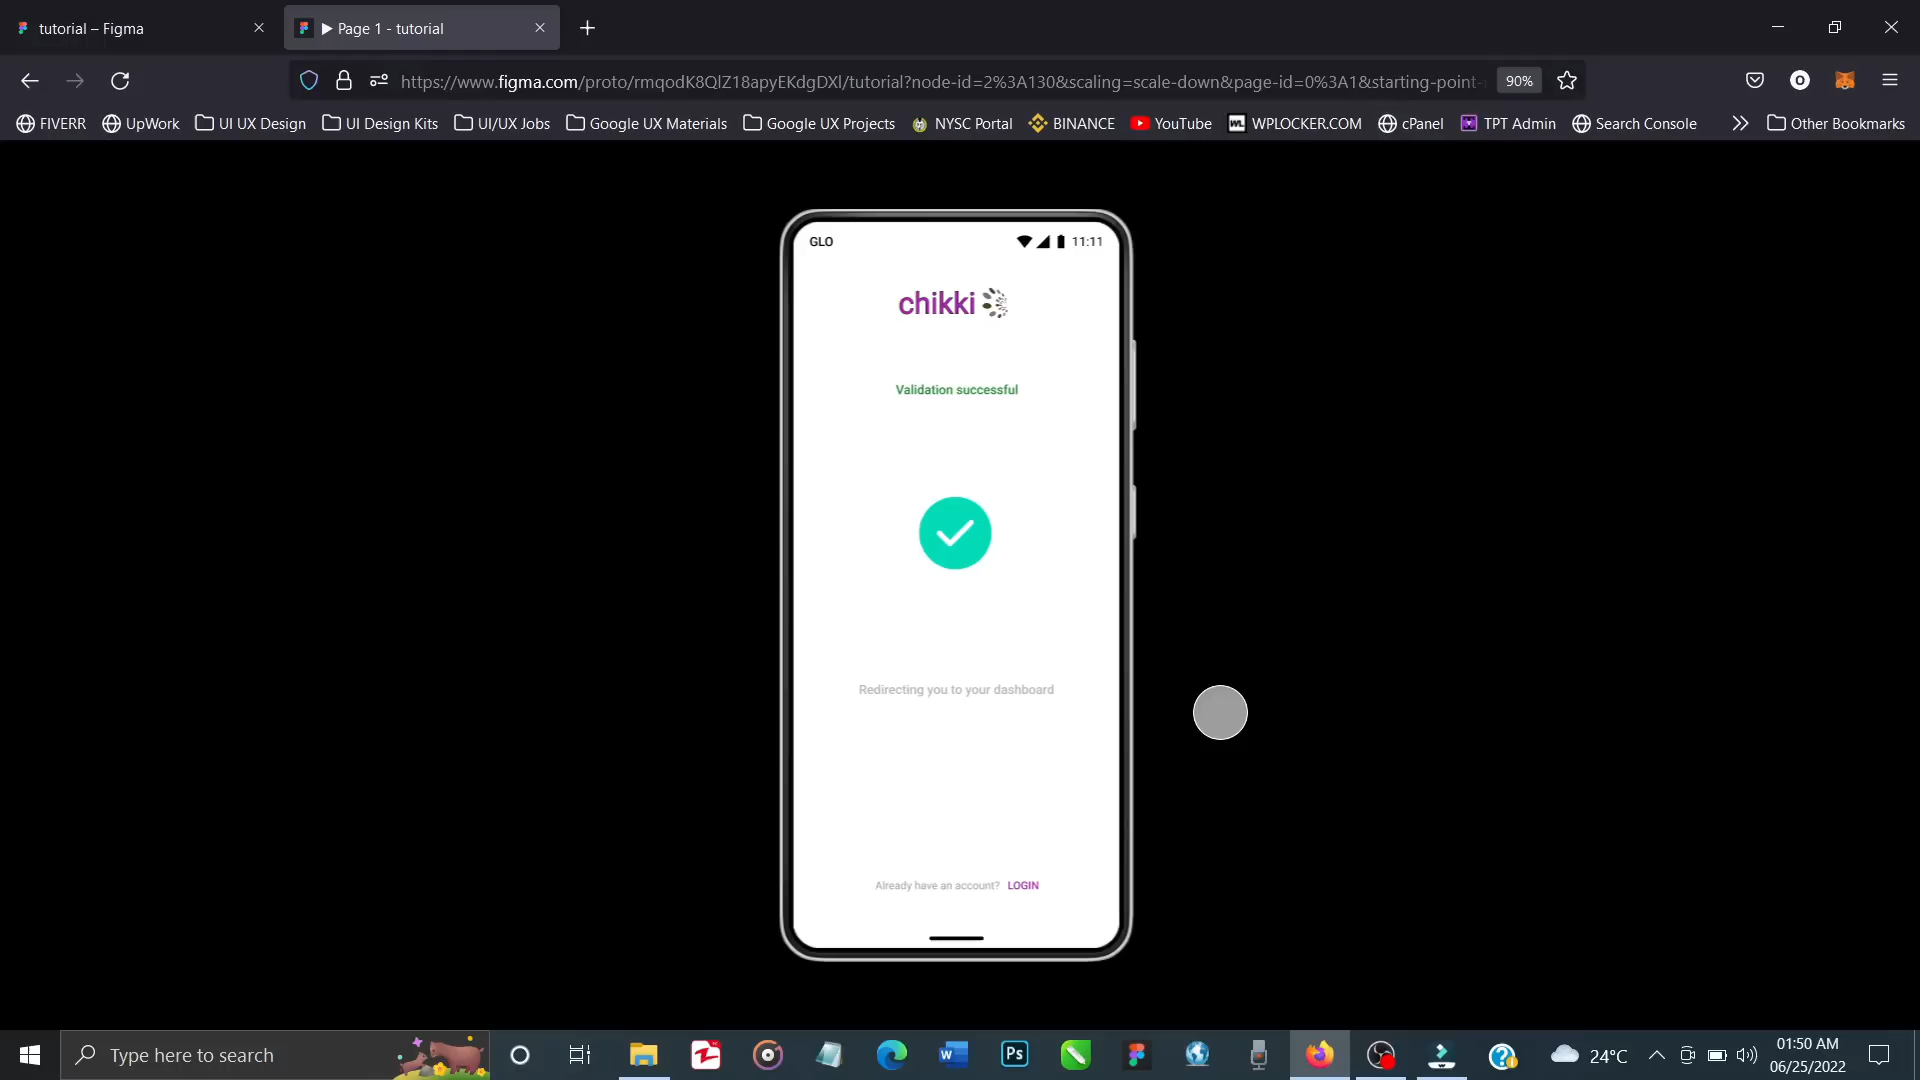 tutorial – Figma
Page 1 - tutorial
https://www.figma.com/proto/rmqodK8QlZ18apyEKdgDXl/tutorial?node-id=2%3A130&scaling=scale-down&page-id=0%3A1&starting-point-
90%
FIVERR
UpWork
UI UX Design
UI Design Kits
UI/UX Jobs
Google UX Materials
Google UX Projects
NYSC Portal
BINANCE
YouTube
WL WPLOCKER.COM
cPanel
TPT Admin
Search Console
Other Bookmarks
GLO
11:11
chikki
Validation successful
Redirecting you to your dashboard
Already have an account? LOGIN
Type here to search
Ps
24°C
01:50 AM
06/25/2022